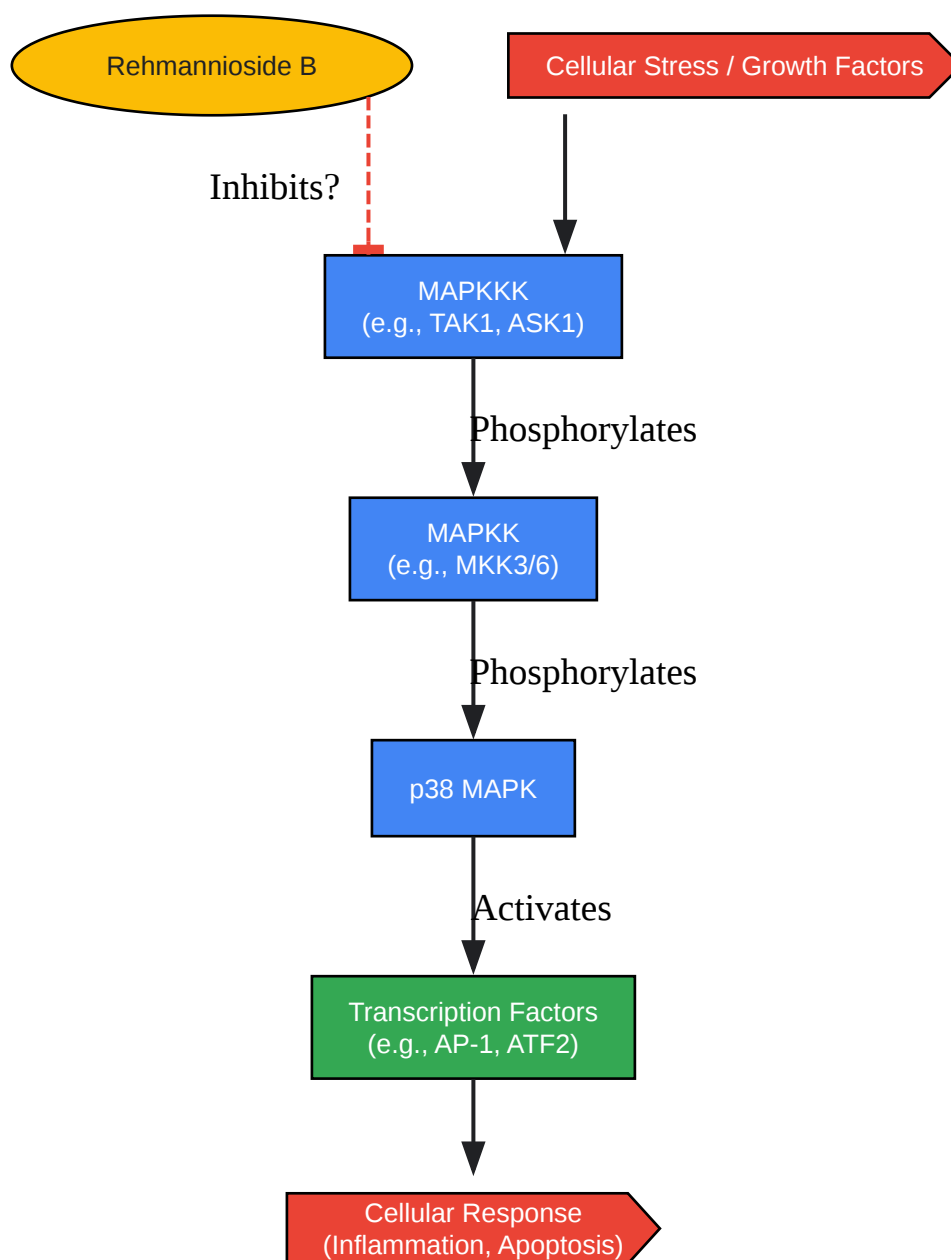 Rehmannioside B
Cellular Stress / Growth Factors
Inhibits?
MAPKKK
(e.g., TAK1, ASK1)
Phosphorylates
MAPKK
(e.g., MKK3/6)
Phosphorylates
p38 MAPK
Activates
Transcription Factors
(e.g., AP-1, ATF2)
Cellular Response
(Inflammation, Apoptosis)